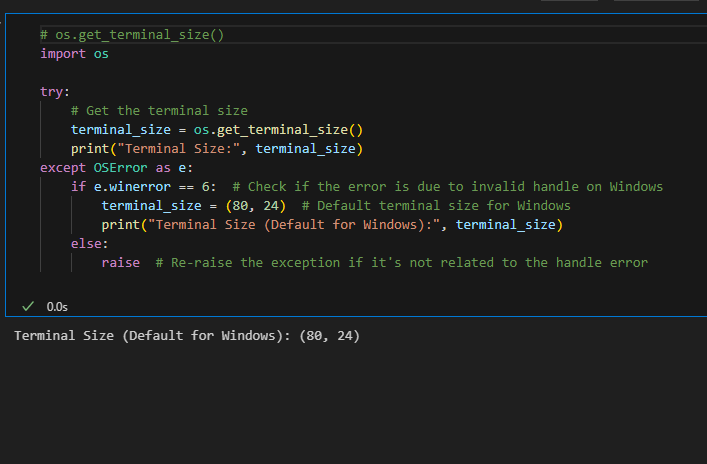 # os.get_terminal_size()
import os
try:
# Get the terminal size
terminal_size = os.get_terminal_size()
print("Terminal Size:", terminal_size)
except OSError as e:
if e.winerror == 6:  # Check if the error is due to invalid handle on Windows
terminal_size = (80, 24)  # Default terminal size for Windows
print("Terminal Size (Default for Windows):", terminal_size)
else:
raise  # Re-raise the exception if it's not related to the handle error
0.0s
Terminal Size (Default for Windows): (80, 24)